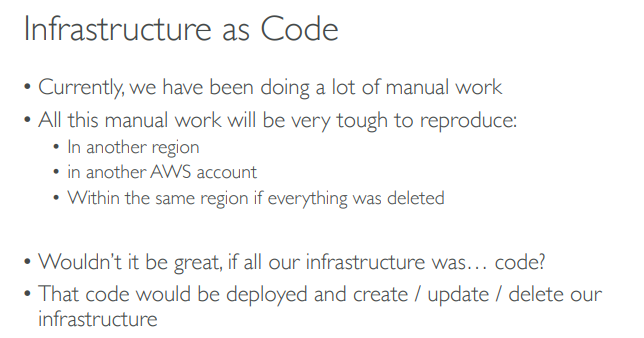 Infrastructure as Code
• Currently, we have been doing a lot of manual work
• All this manual work will be very tough to reproduce:
• In another region
• in another AWS account
• Within the same region if everything was deleted
• Wouldn't it be great, if all our infrastructure was… code?
• That code would be deployed and create / update / delete our
infrastructure